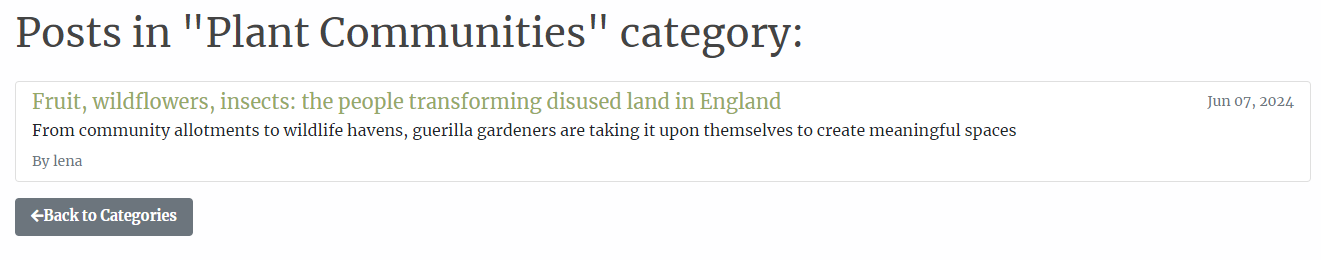 Posts in "Plant Communities" category:
Fruit, wildflowers, insects: the people transforming disused land in England
Jun 07, 2024
From community allotments to wildlife havens, guerilla gardeners are taking it upon themselves to create meaningful spaces
By lena
Back to Categories